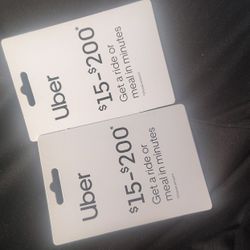 Uber
$15-$200*
Get a ride or
meal in minutes
Uber
$15-$200*
Get a ride or
meal in minutes